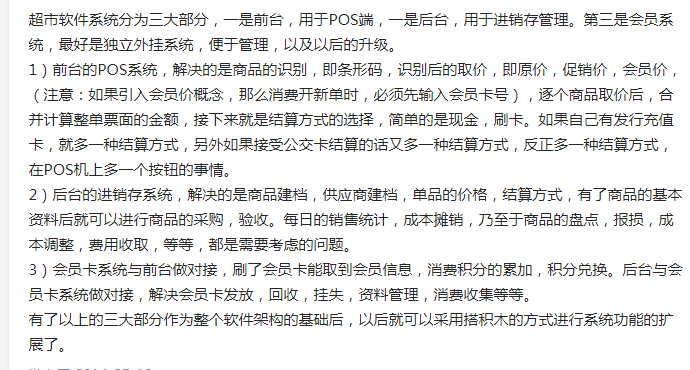 超市软件系统分为三大部分，一是前台，用于POS端，一是后台，用于进销存管理。第三是会员系
统，最好是独立外挂系统，便于管理，以及以后的升级。
1）前台的POS系统，解决的是商品的识别，即条形码，识别后的取价，即原价，促销价，会员价，
（注意：如果引入会员价概念，那么消费开新单时，必须先输入会员卡号），逐个商品取价后，合
并计算整单票面的金额，接下来就是结算方式的选择，简单的是现金，刷卡。如果自己有发行充值
卡，就多一种结算方式，另外如果接受公交卡结算的话又多一种结算方式，反正多一种结算方式，
在POS机上多一个按钮的事情。
2）后台的进销存系统，解决的是商品建档，供应商建档，单品的价格，结算方式，有了商品的基本
资料后就可以进行商品的采购，验收。每日的销售统计，成本摊销，乃至于商品的盘点，报损，成
本调整，费用收取，等等，都是需要考虑的问题。
3）会员卡系统与前台做对接，刷了会员卡能取到会员信息，消费积分的累加，积分兑换。后台与会
员卡系统做对接，解决会员卡发放，回收，挂失，资料管理，消费收集等等。
有了以上的三大部分作为整个软件架构的基础后，以后就可以采用搭积木的方式进行系统功能的扩
展了。